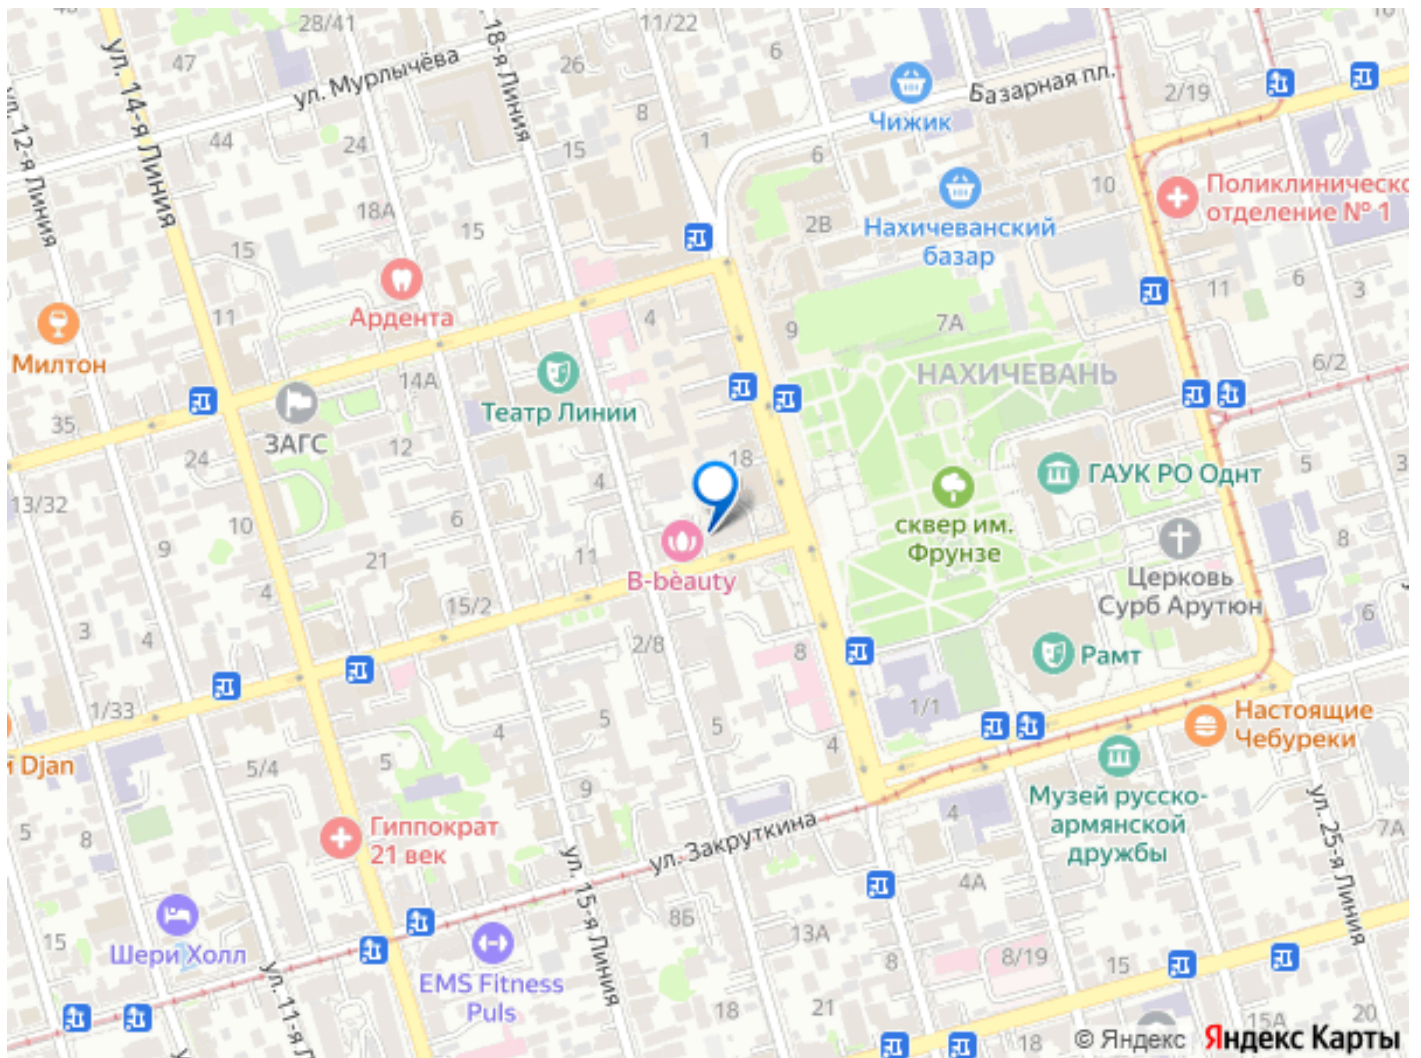 28/41
11/22
18-я Линия
6
16
47
ул. 14-я Линия
ул. Мурлычёва
26
Базарная пл.
2/19
Чижик
ул. 12-я Линия
44
24
8
1
15
6
10
Поликлиническо
отделение № 1
18А
15
2В
Нахичеванский
базар
15
Ардента
11
4
9
7А
11
6
3
Милтон
НАХИЧЕВАНЬ
6/2
14А
Театр Линии
35
ЗАГС
12
24
18
4
ГАУК РО Однт
5
3
13/32
10
6
сквер им.
Фрунзе
9
21
11
B-bèauty
Церковь
Сурб Арутюн
8
4
15/2
6
3
4
2/8
8
Рамт
1/33
1/1
Настоящие
Чебуреки
5
4
5
4
и Djan
5/4
5
9
Музей русско-
армянской
дружбы
ул. 25-я Линия
7А
5
8
Гиппократ
21 век
ул. Закруткина
4
4А
ул. 15-я Линия
8Б
15
Шери Холл
13А
8
8/19
15
ул. 11-я Л
EMS Fitness
Puls
18
21
18
15А
20
© Яндекс
Яндекс Карты